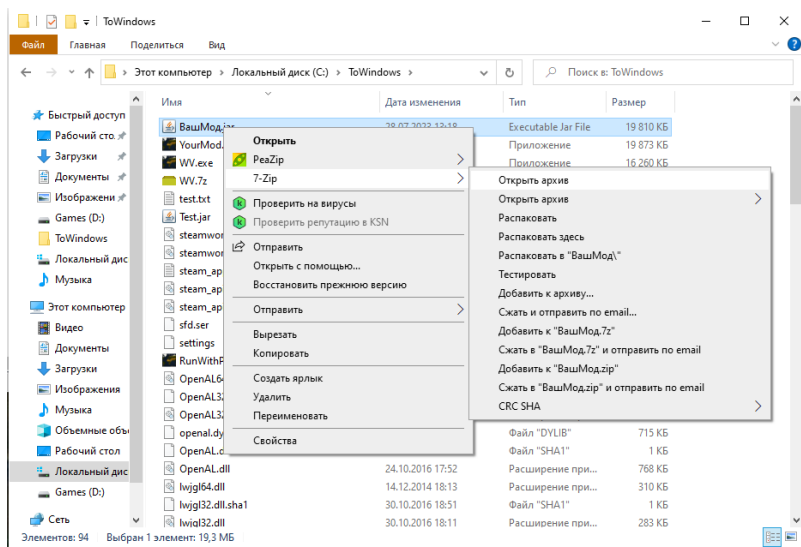 ToWindows
Файл Главная Поделиться Вид
Этот компьютер › Локальный диск (C:) › ToWindows › Поиск в: ToWindows
Имя Дата изменения Тип Размер
Быстрый доступ
Рабочий сто.
Загрузки
Документы
Изображени
Games (D:)
ToWindows
Локальный дис
Музыка
Этот компьютер
Видео
Документы
Загрузки
Изображения
Музыка
Объемные объе
Рабочий стол
Локальный дис
Games (D:)
Сеть
ВашМод.jar 28.07.2023 13:18 Executable Jar File 19 810 КБ
YourMod. Приложение 19 873 КБ
WV.exe Приложение 16 260 КБ
WV.7z
test.txt
Test.jar
steamwor
steamwor
steam_ap
steam_ap
steam_ap
sfd.ser
settings
RunWithP
OpenAL64
OpenAL32
OpenAL32
openal.dy Файл "DYLIB" 715 КБ
OpenAL.d Файл "SHA1" 1 КБ
OpenAL.dll 24.10.2016 17:52 Расширение при... 768 КБ
lwjgl64.dll 14.12.2014 18:13 Расширение при... 310 КБ
lwjgl32.dll.sha1 30.10.2016 18:51 Файл "SHA1" 1 КБ
lwjgl32.dll 30.10.2016 18:11 Расширение при... 283 КБ
Открыть
PeaZip
7-Zip
Проверить на вирусы
Проверить репутацию в KSN
Отправить
Открыть с помощью...
Восстановить прежнюю версию
Отправить
Вырезать
Копировать
Создать ярлык
Удалить
Переименовать
Свойства
Открыть архив
Открыть архив
Распаковать
Распаковать здесь
Распаковать в "ВашМод\"
Тестировать
Добавить к архиву...
Сжать и отправить по email...
Добавить к "ВашМод.7z"
Сжать в "ВашМод.7z" и отправить по email
Добавить к "ВашМод.zip"
Сжать в "ВашМод.zip" и отправить по email
CRC SHA
Элементов: 94 Выбран 1 элемент: 19,3 МБ